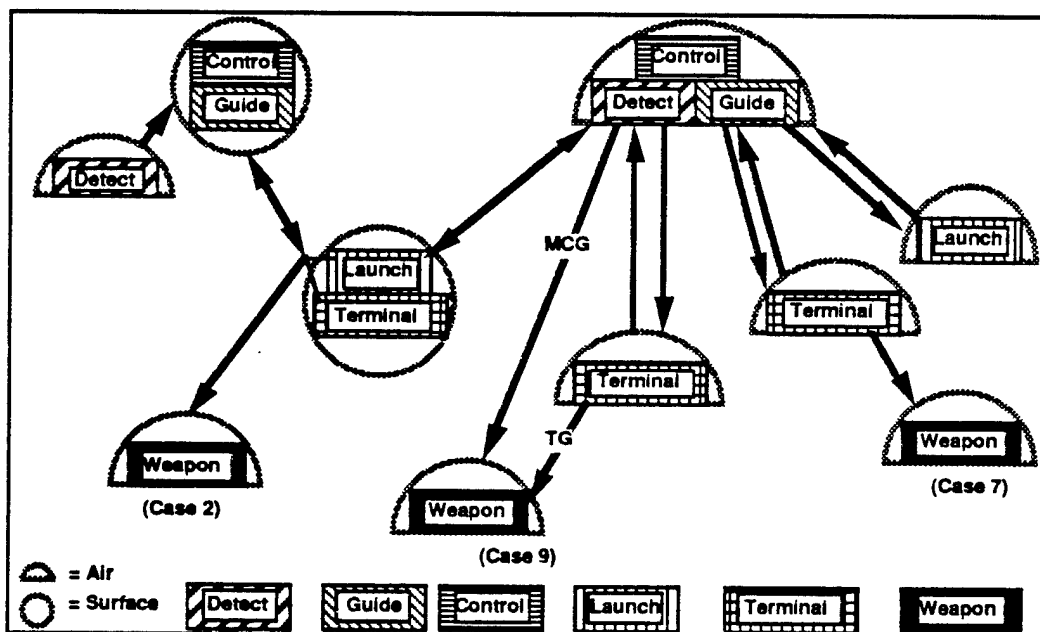 Control
Guide
Detect
Control
Detect
Guide
Launch
MCG
Launch
Terminal
Terminal
Terminal
TG
Weapon
(Case 2)
Weapon
(Case 9)
Weapon
(Case 7)
= Air
= Surface
Detect
Guide
Control
Launch
Terminal
Weapon